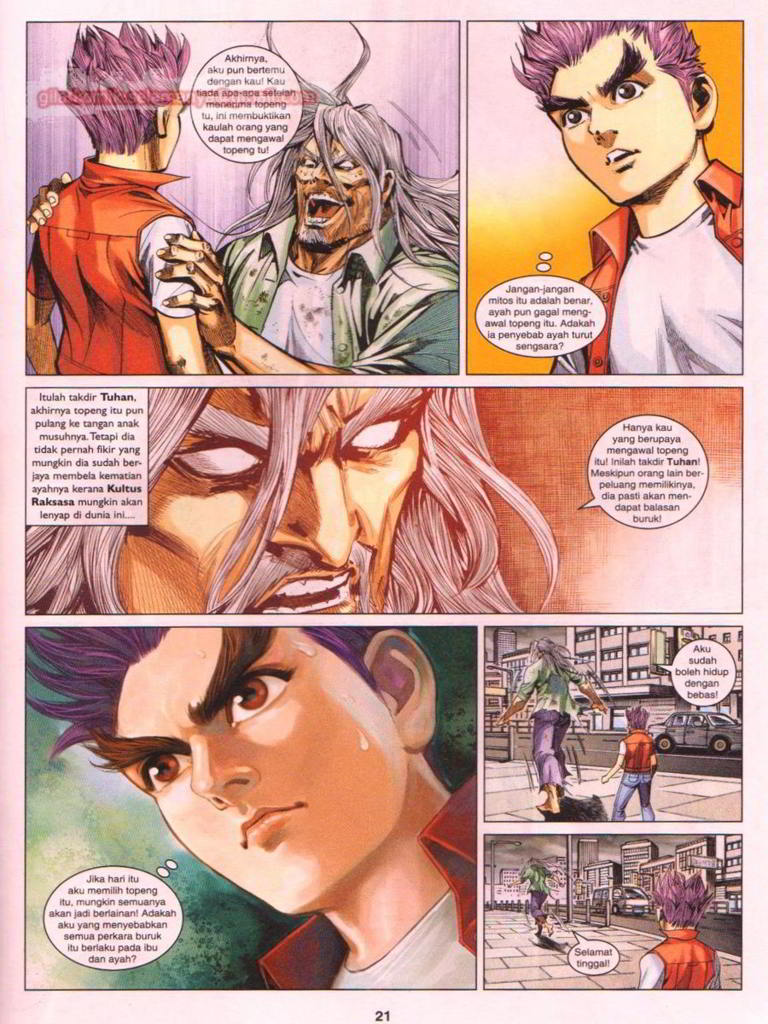 Akhirnya,
aku pun bertemu
dengan kau! Kau
tiada apa-apa setelah
menerima topeng
tu, ini membuktikan
kaulah orang yang
dapat mengawal
topeng tu!
Jangan-jangan
mitos itu adalah benar,
ayah pun gagal meng-
awal topeng itu. Adakah
ia penyebab ayah turut
sengsara?
Itulah takdir Tuhan,
akhirnya topeng itu pun
pulang ke tangan anak
musuhnya. Tetapi dia
tidak pernah fikir yang
mungkin dia sudah ber-
jaya membela kematian
ayahnya kerana Kultus
Raksasa mungkin akan
lenyap di dunia ini....
Hanya kau
yang berupaya
mengawal topeng
itu! Inilah takdir Tuhan!
Meskipun orang lain ber-
peluang memilikinya,
dia pasti akan men-
dapat balasan
buruk!
Jika hari itu
aku memilih topeng
itu, mungkin semuanya
akan jadi berlainan! Adakah
aku yang menyebabkan
semua perkara buruk
itu berlaku pada ibu
dan ayah?
Aku
sudah
boleh hidup
dengan
bebas!
Selamat
tinggal!
21